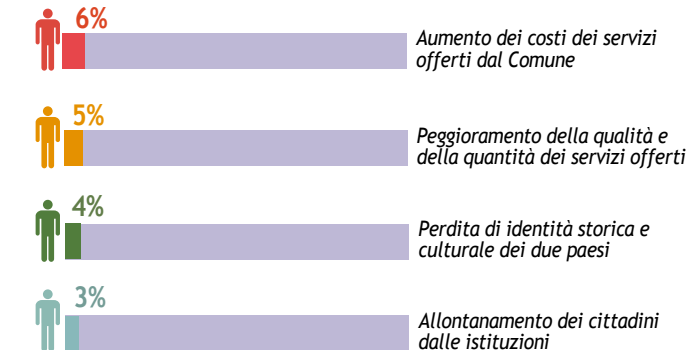 6%
Aumento dei costi dei servizi
offerti dal Comune
5%
Peggioramento della qualità e
della quantità dei servizi offerti
4%
Perdita di identità storica e
culturale dei due paesi
3%
Allontanamento dei cittadini
dalle istituzioni